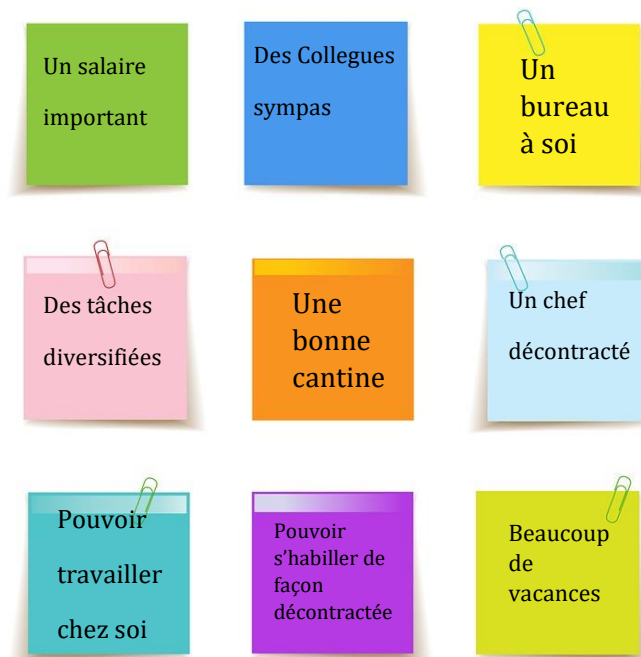 Un salaire
important
Des Collegues
sympas
Un
bureau
à soi
Des tâches
diversifiées
Une
bonne
cantine
Un chef
décontracté
Pouvoir
travailler
chez soi
Pouvoir
s’habiller de
façon
décontractée
Beaucoup
de
vacances